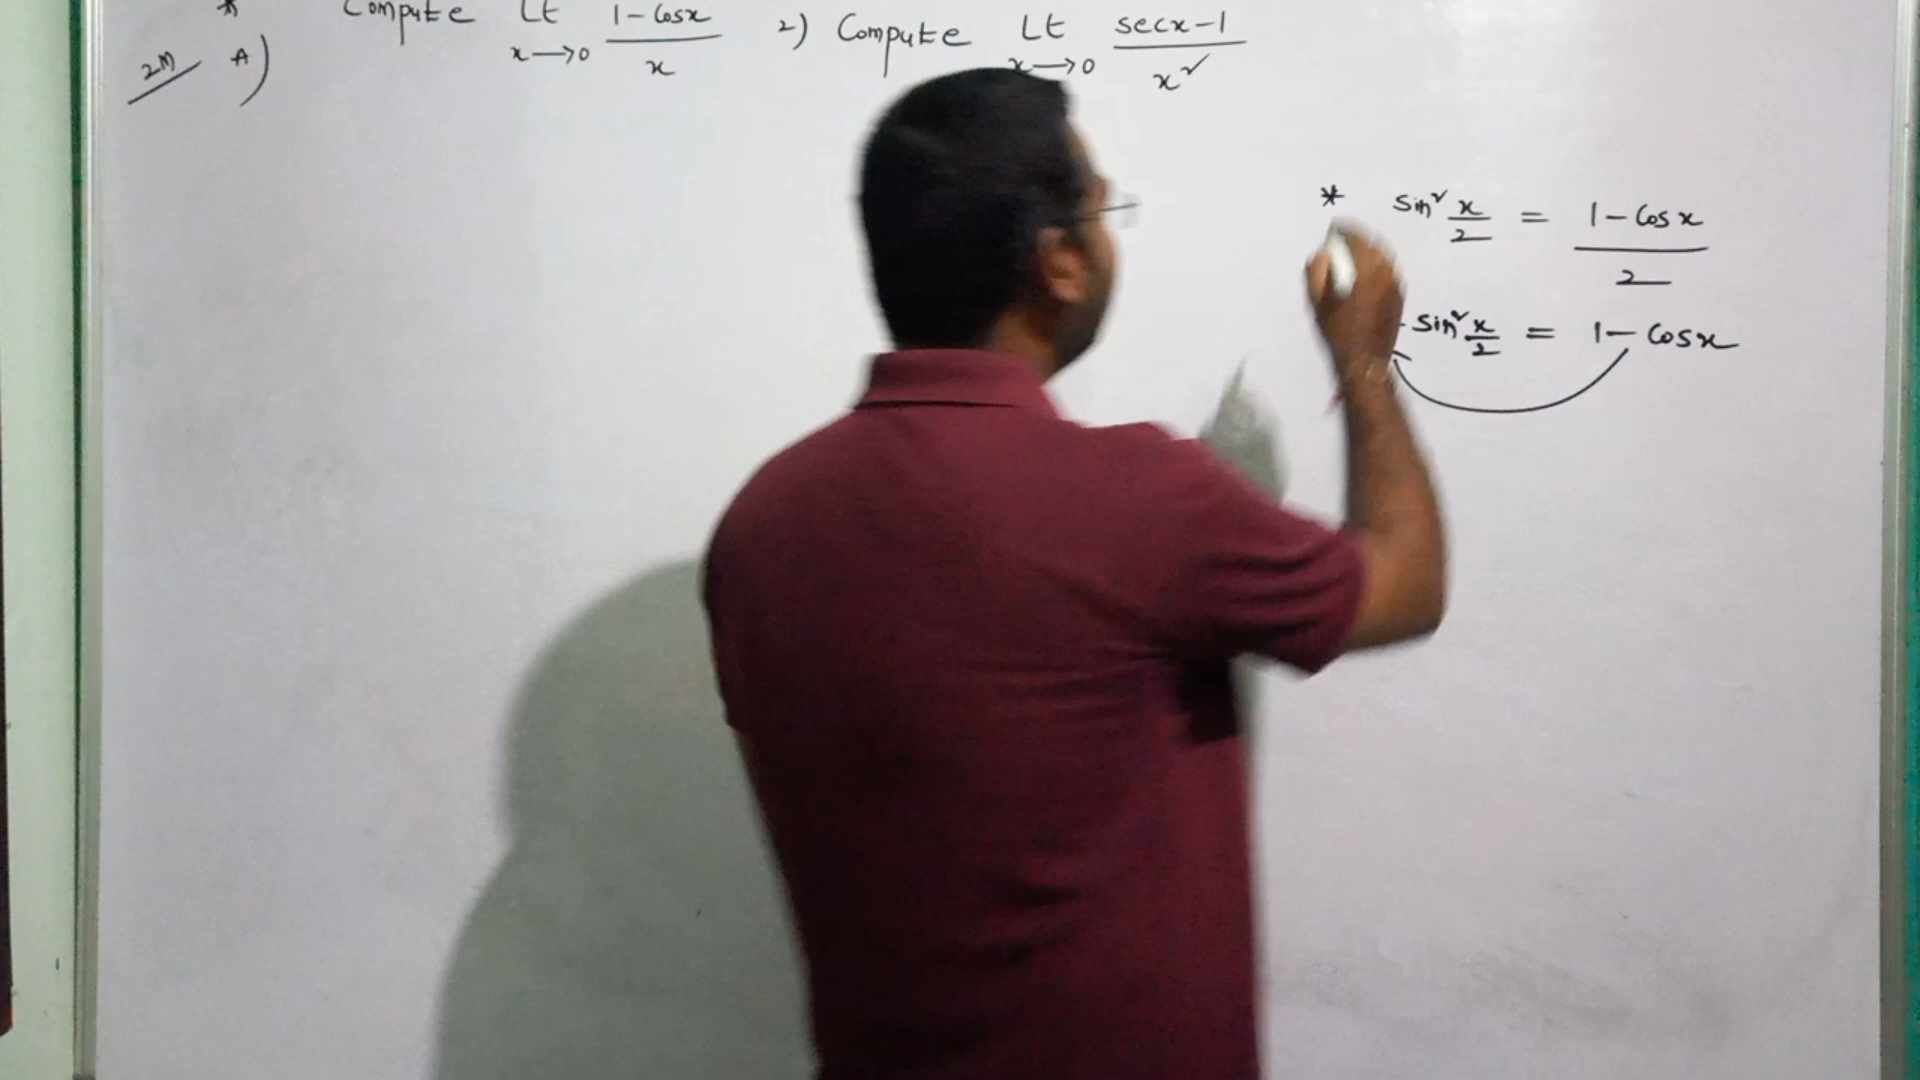 * Compute Lt x→0 1-Cosx/x 2) Compute Lt x→0 secx-1/x²
2M A)
* sin² x/2 = 1-Cosx/2
sin² x/2 = 1-Cosx